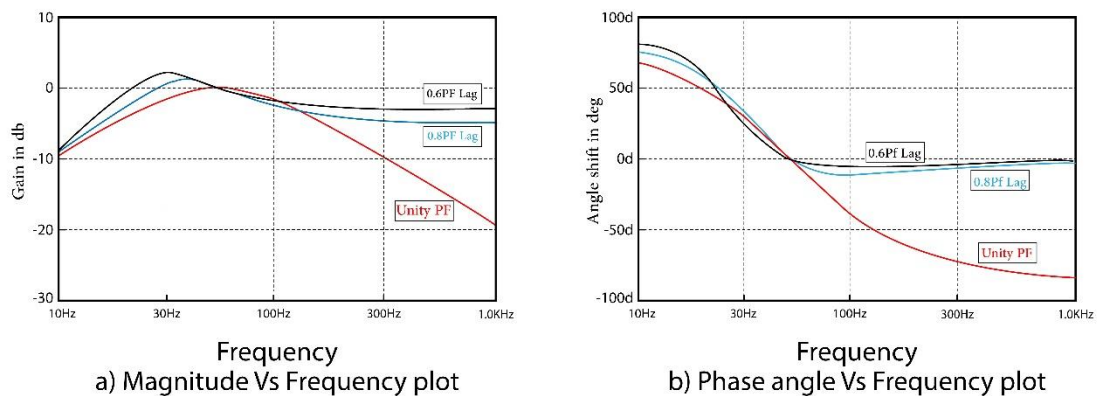 10
0
-10
-20
-30
Gain in db
0.6PF Lag
0.8PF Lag
Unity PF
10Hz
30Hz
100Hz
300Hz
1.0KHz
Frequency
a) Magnitude Vs Frequency plot
100d
50d
0d
-50d
-100d
Angle shift in deg
0.6Pf Lag
0.8Pf Lag
Unity PF
10Hz
30Hz
100Hz
300Hz
1.0KHz
Frequency
b) Phase angle Vs Frequency plot